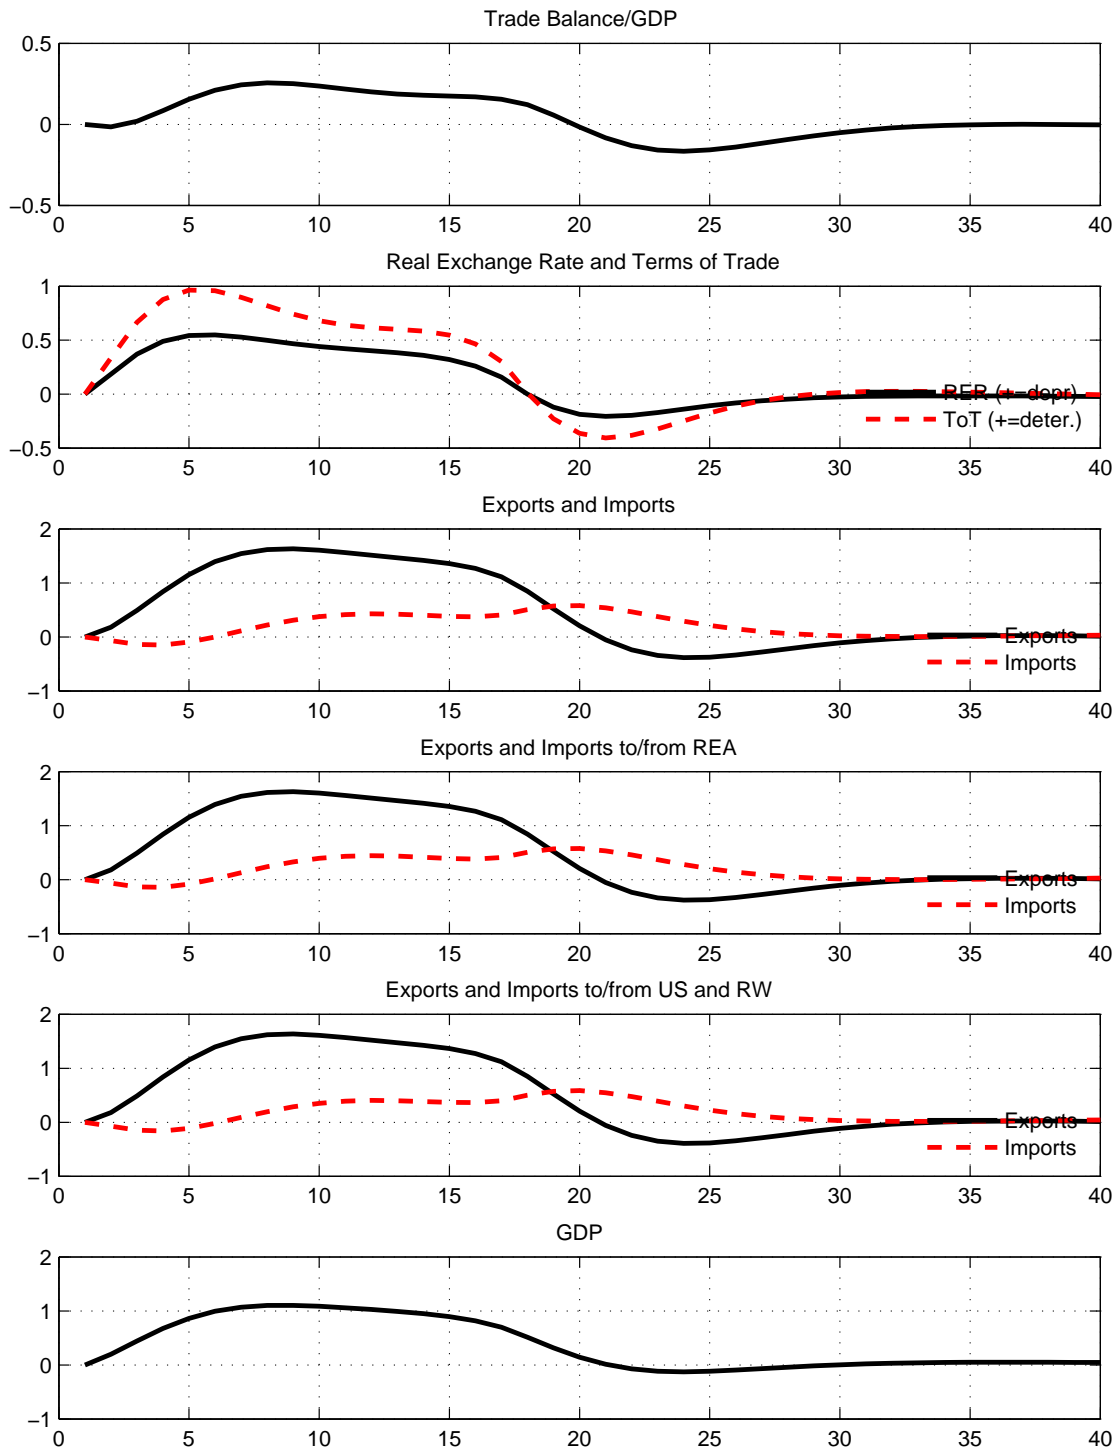 Trade Balance/GDP
0.5
0
−0.5
0 5 10 15 20 25 30 35 40
Real Exchange Rate and Terms of Trade
1
0.5
0
−0.5
RER (+=depr)
ToT (+=deter.)
0 5 10 15 20 25 30 35 40
Exports and Imports
2
1
0
−1
Exports
Imports
0 5 10 15 20 25 30 35 40
Exports and Imports to/from REA
2
1
0
−1
Exports
Imports
0 5 10 15 20 25 30 35 40
Exports and Imports to/from US and RW
2
1
0
−1
Exports
Imports
0 5 10 15 20 25 30 35 40
GDP
2
1
0
−1
0 5 10 15 20 25 30 35 40